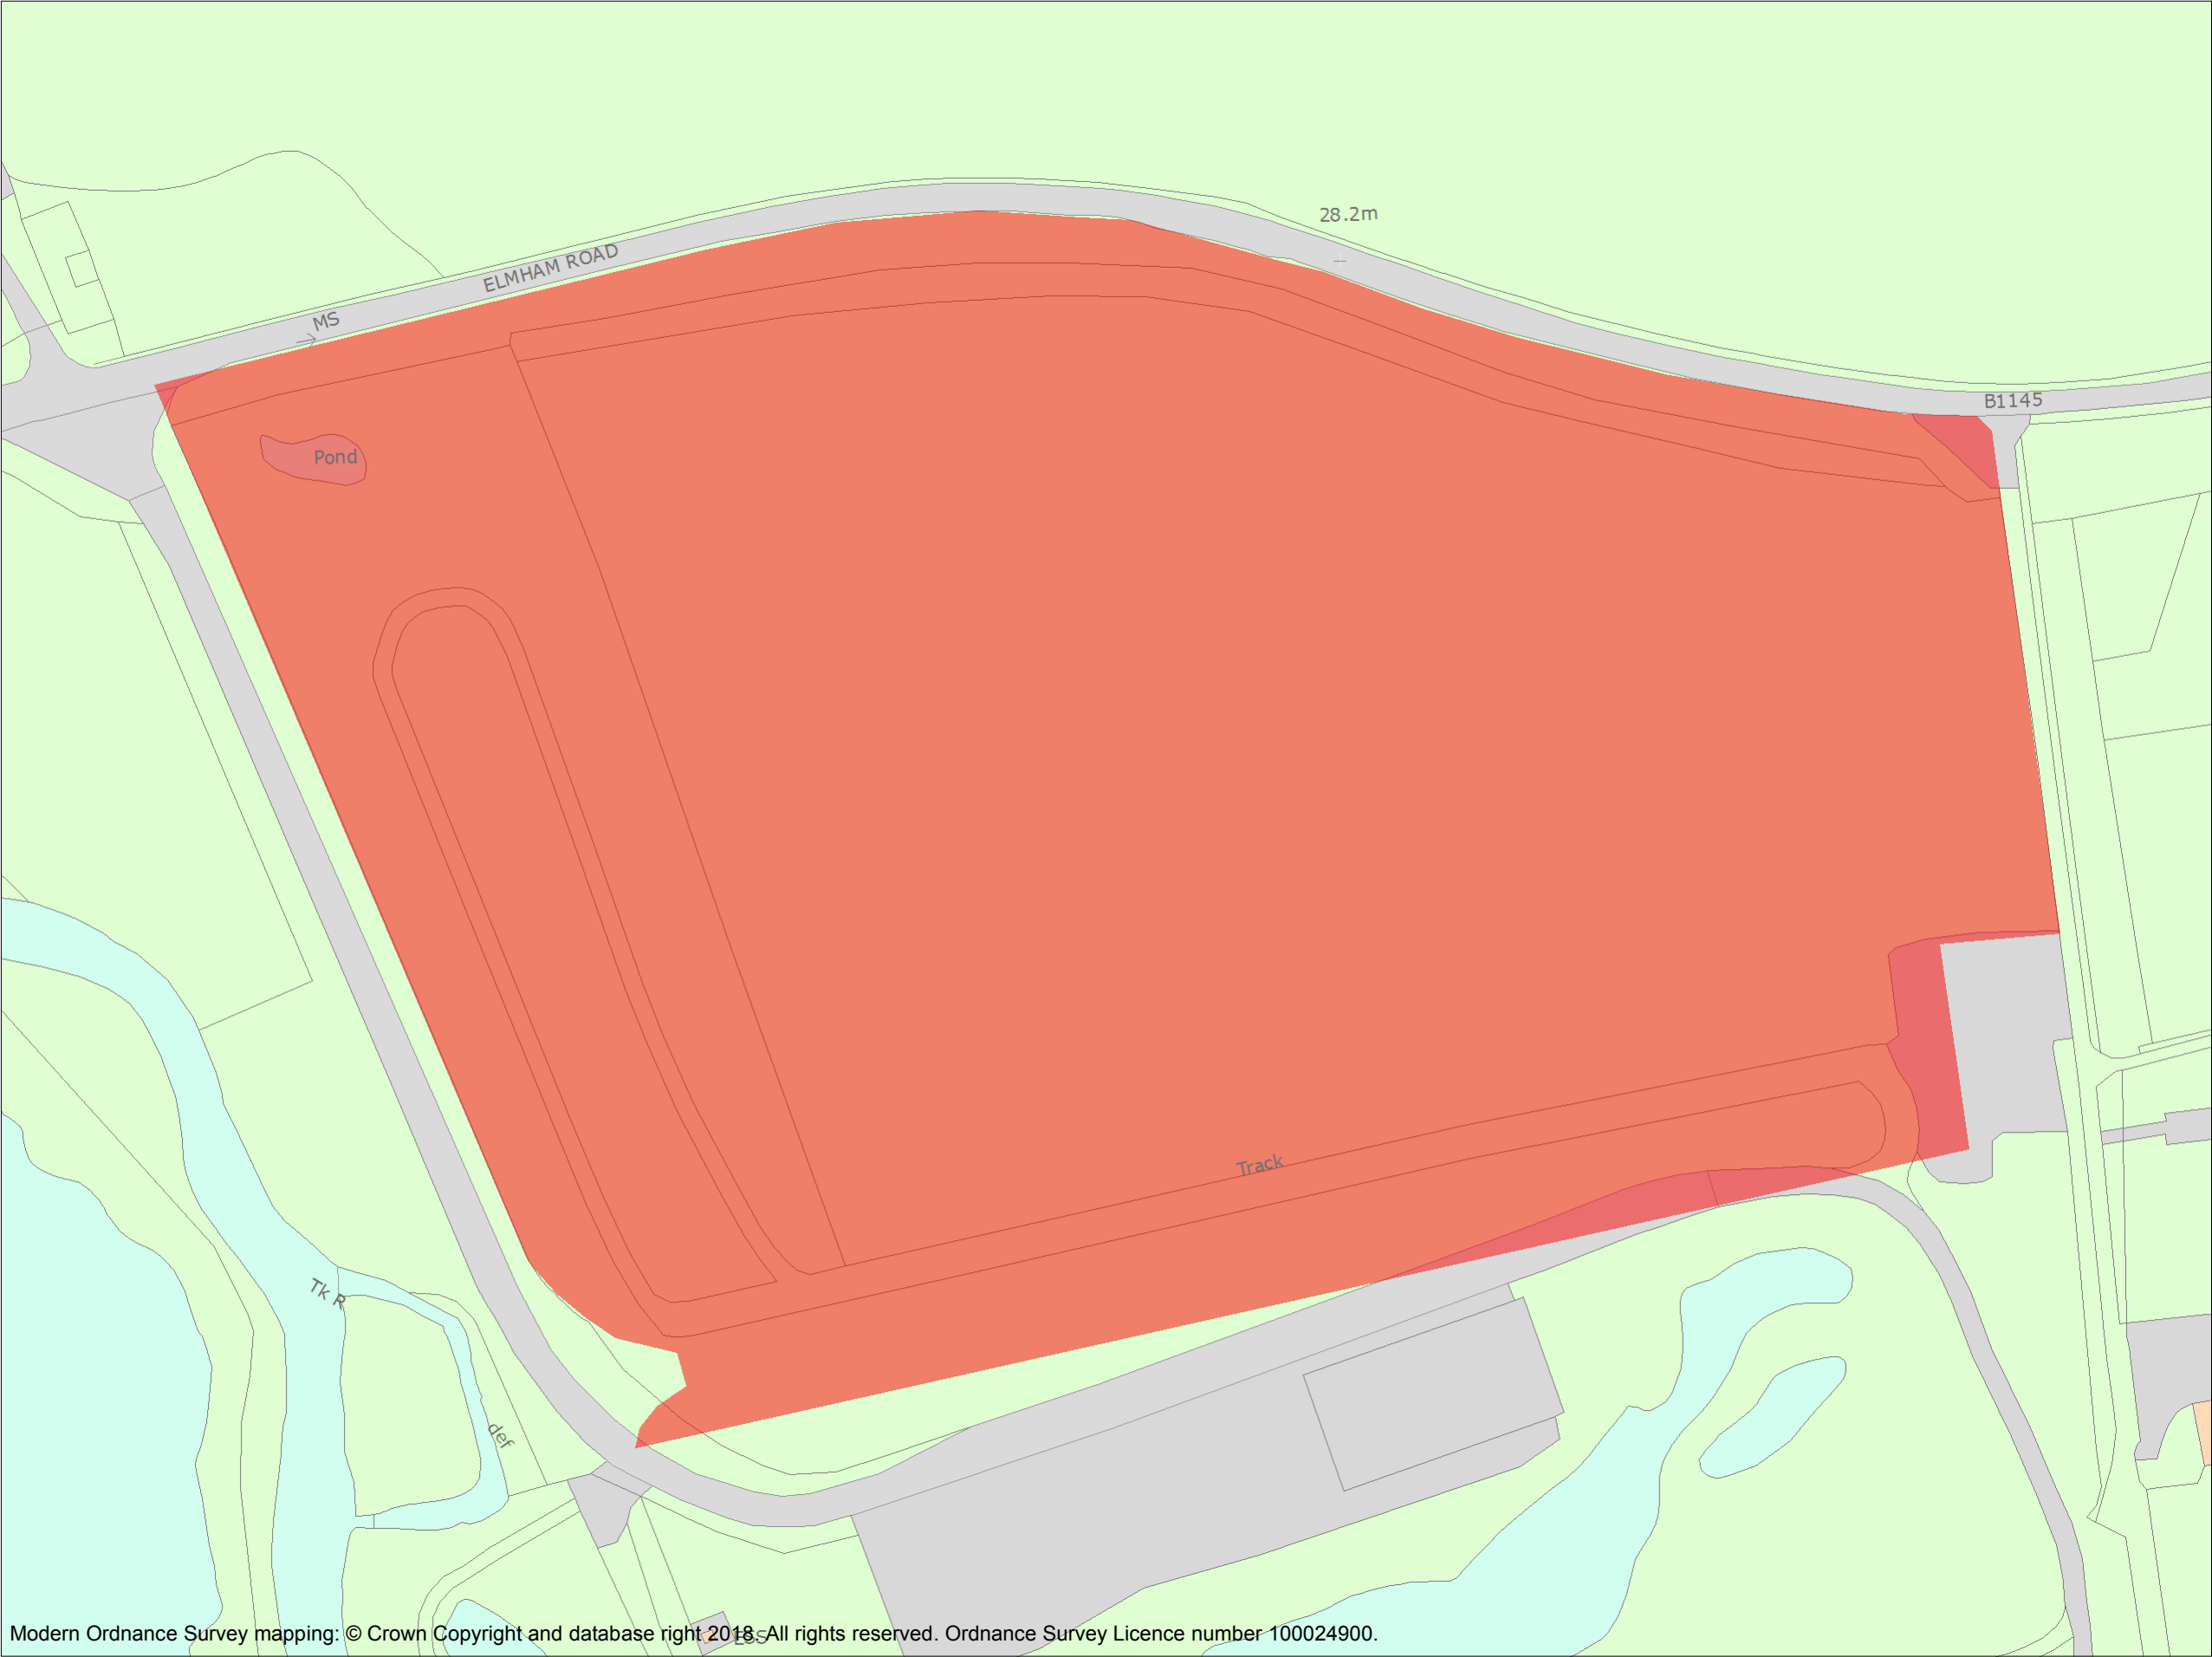 28.2m
ELMHAM ROAD
MS
B1145
Pond
Track
Tk R
def
Modern Ordnance Survey mapping: © Crown Copyright and database right 2018. All rights reserved. Ordnance Survey Licence number 100024900.